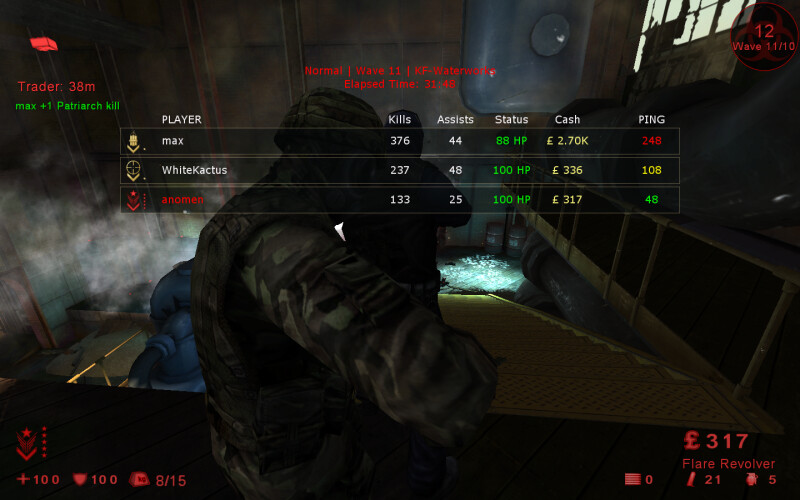 12
Wave 11/10
Normal | Wave 11 | KF-Waterworks
Elapsed Time: 31:48
Trader: 38m
max +1 Patriarch kill
PLAYER Kills Assists Status Cash PING
max 376 44 88 HP £ 2.70K 248
WhiteKactus 237 48 100 HP £ 336 108
anomen 133 25 100 HP £ 317 48
£ 317
Flare Revolver
100 100 8/15 0 21 5